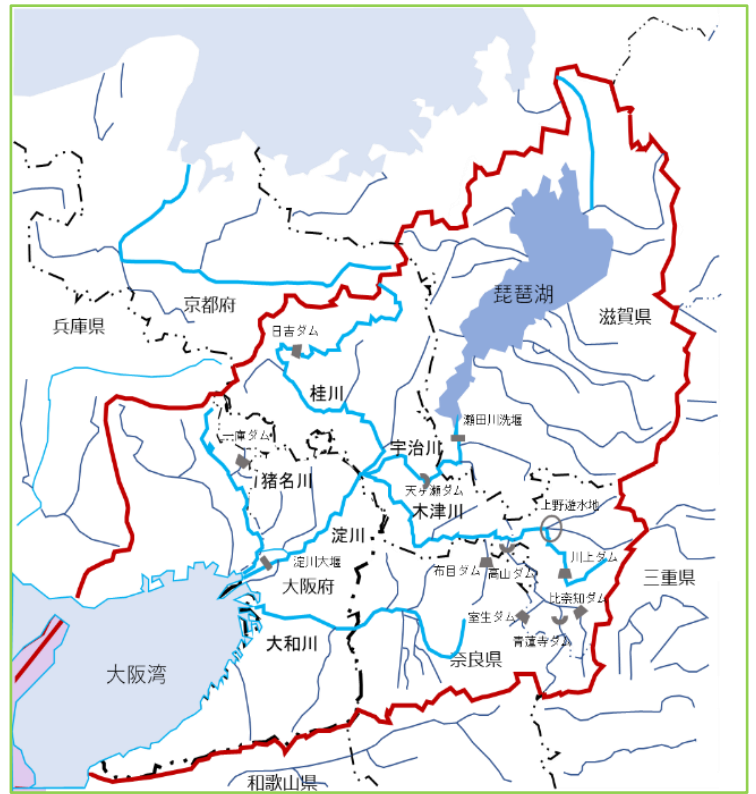 琵琶湖
京都府
滋賀県
兵庫県
日吉ダム
桂川
瀬田川洗堰
一庫ダム
宇治川
猪名川
天ヶ瀬ダム
木津川
上野遊水地
淀川
淀川大堰
川上ダム
布目ダム
高山ダム
大阪府
三重県
比奈知ダム
室生ダム
大和川
青蓮寺ダム
奈良県
大阪湾
和歌山県